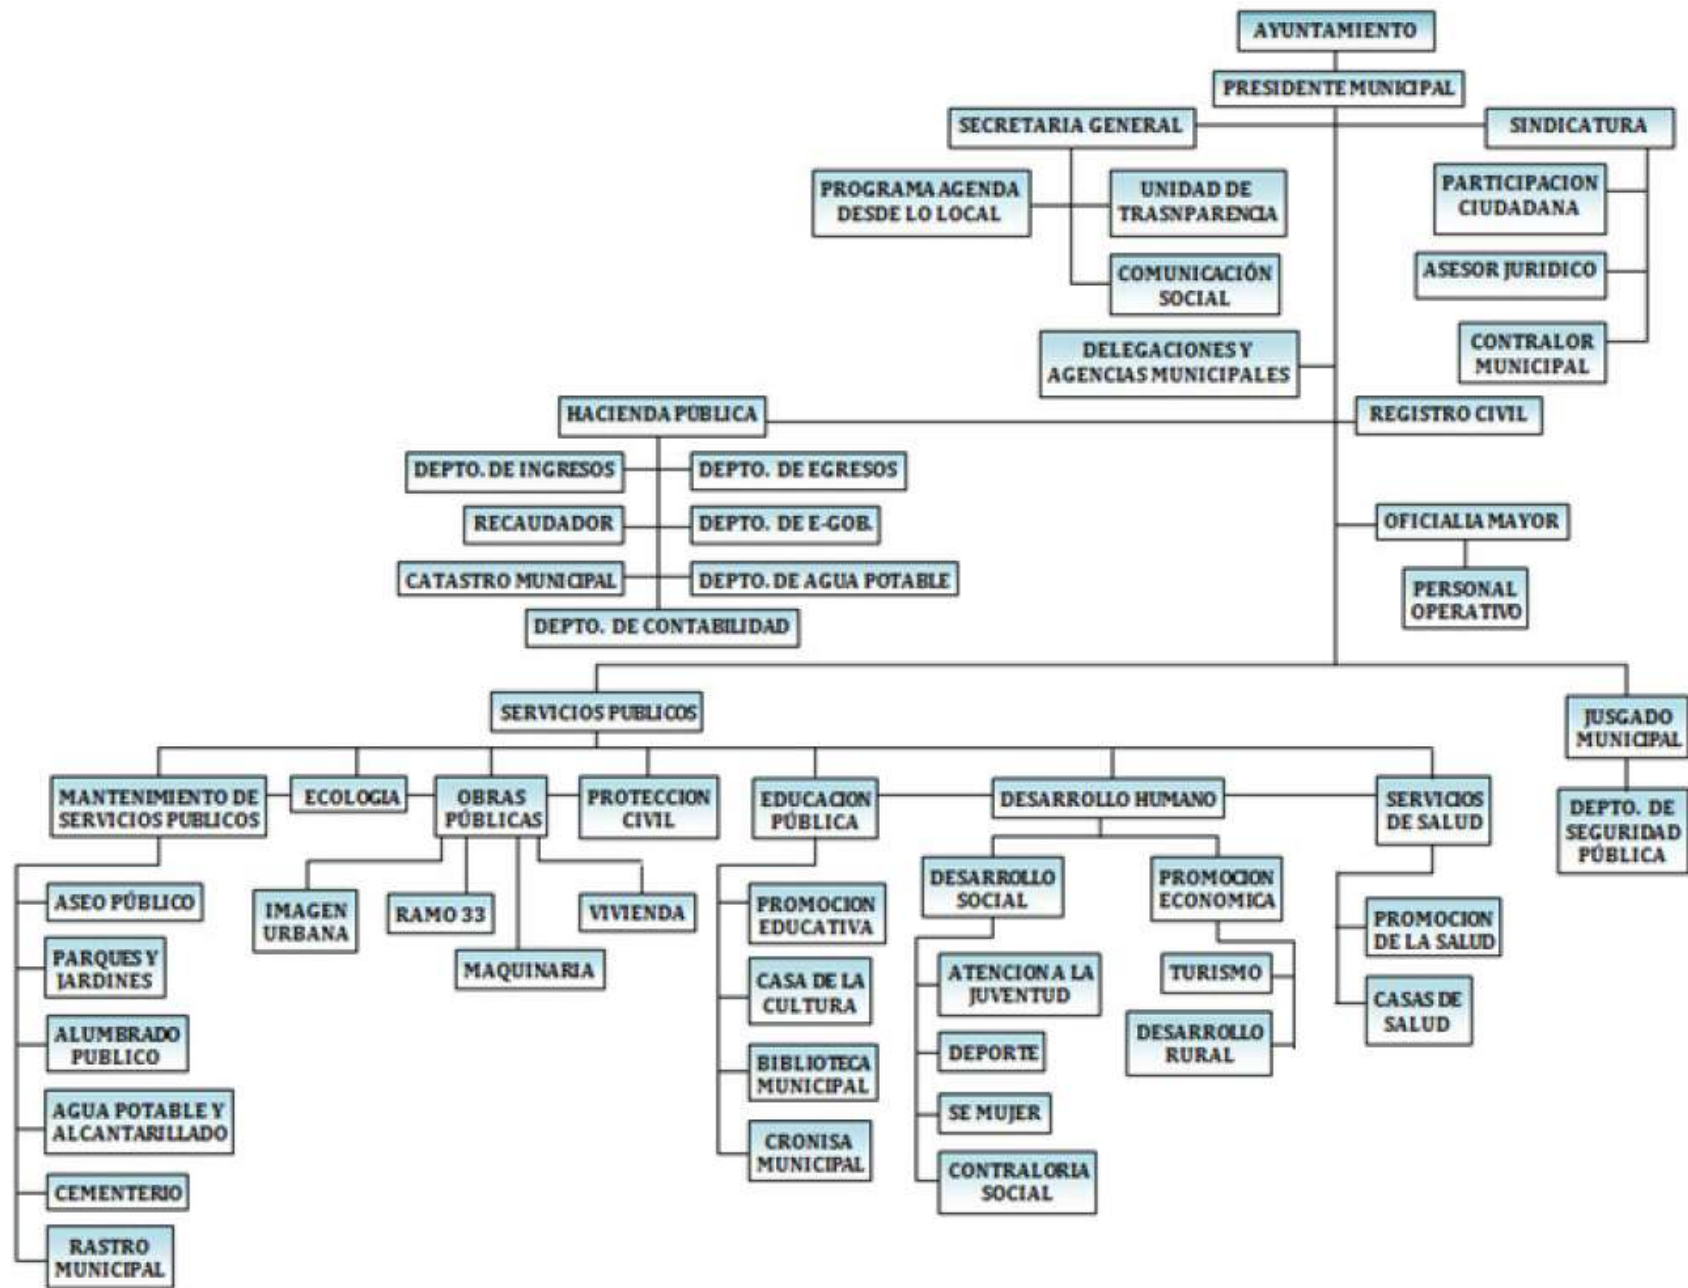 AYUNTAMIENTO
PRESIDENTE MUNICIPAL
SECRETARIA GENERAL
SINDICATURA
PROGRAMA AGENDA
DESDE LO LOCAL
UNIDAD DE
TRASNPARENCIA
COMUNICACIÓN
SOCIAL
PARTICIPACION
CIUDADANA
ASESOR JURIDICO
CONTRALOR
MUNICIPAL
DELEGACIONES Y
AGENCIAS MUNICIPALES
HACIENDA PÚBLICA
REGISTRO CIVIL
DEPTO. DE INGRESOS
DEPTO. DE EGRESOS
RECAUDADOR
DEPTO. DE E-GOB.
CATASTRO MUNICIPAL
DEPTO. DE AGUA POTABLE
DEPTO. DE CONTABILIDAD
OFICIALIA MAYOR
PERSONAL
OPERATIVO
SERVICIOS PUBLICOS
JUSGADO
MUNICIPAL
DEPTO. DE
SEGURIDAD
PÚBLICA
MANTENIMIENTO DE
SERVICIOS PUBLICOS
ECOLOGIA
OBRAS
PÚBLICAS
PROTECCION
CIVIL
EDUCACION
PÚBLICA
DESARROLLO HUMANO
SERVICIOS
DE SALUD
ASEO PÚBLICO
PARQUES Y
JARDINES
ALUMBRADO
PUBLICO
AGUA POTABLE Y
ALCANTARILLADO
CEMENTERIO
RASTRO
MUNICIPAL
IMAGEN
URBANA
RAMO 33
MAQUINARIA
VIVIENDA
PROMOCION
EDUCATIVA
CASA DE LA
CULTURA
BIBLIOTECA
MUNICIPAL
CRONISA
MUNICIPAL
DESARROLLO
SOCIAL
ATENCION A LA
JUVENTUD
DEPORTE
SE MUJER
CONTRALORIA
SOCIAL
PROMOCION
ECONOMICA
TURISMO
DESARROLLO
RURAL
PROMOCION
DE LA SALUD
CASAS DE
SALUD